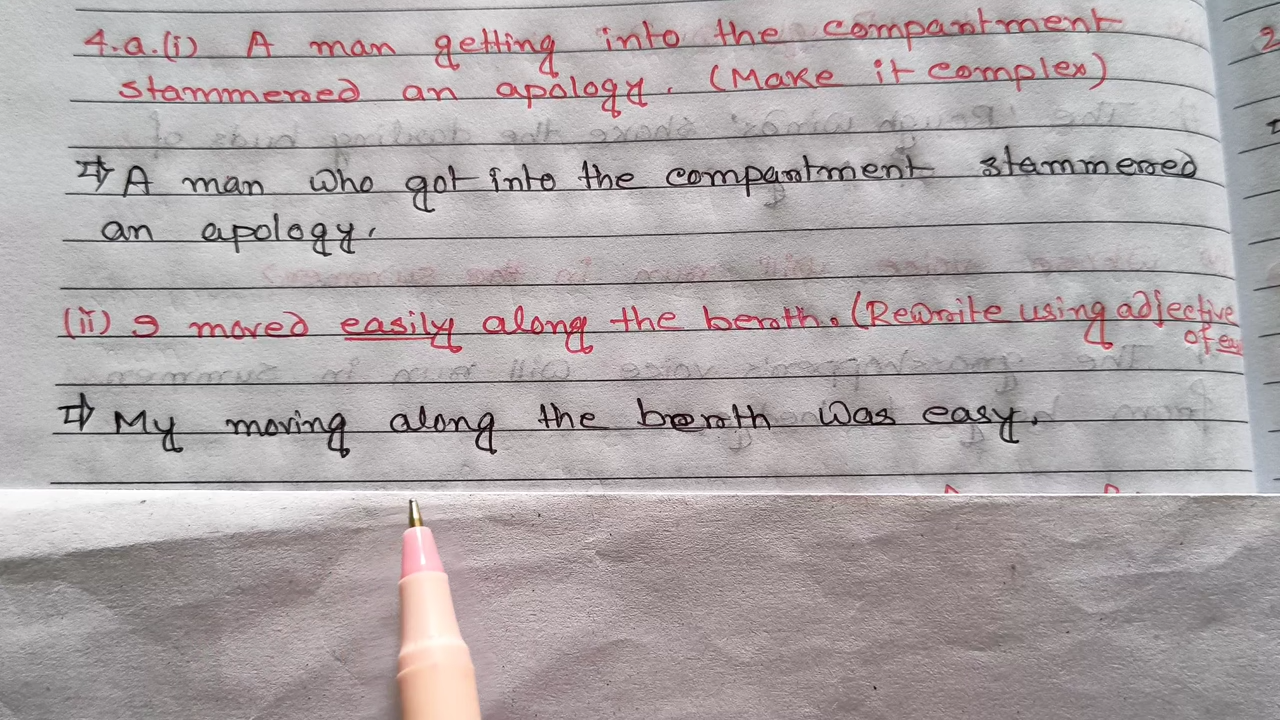 4.a.(i) A man getting into the compartment
stammered an apology. (Make it complex)
⇒ A man who got into the compartment stammered
an apology.
(ii) I moved easily along the berth. (Rewrite using adjective
of
⇒ My moving along the berth was easy.